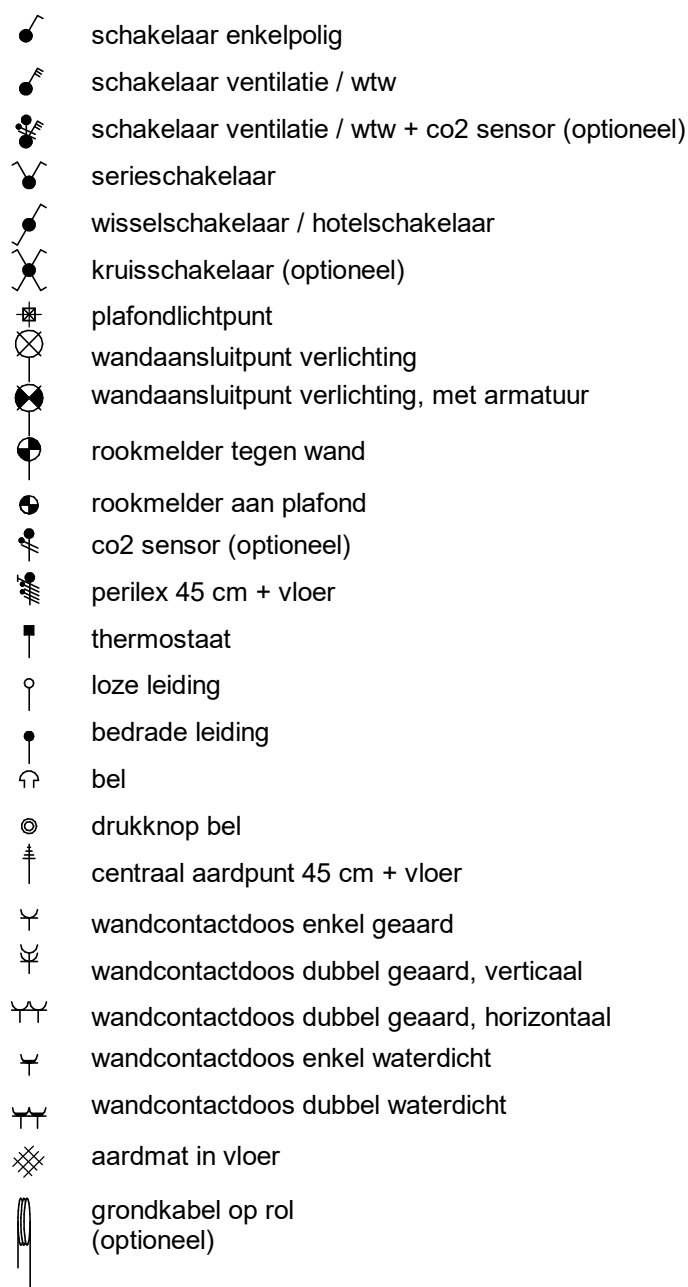 schakelaar enkelpolig
schakelaar ventilatie / wtw
schakelaar ventilatie / wtw + co2 sensor (optioneel)
serieschakelaar
wisselschakelaar / hotelschakelaar
kruisschakelaar (optioneel)
plafondlichtpunt
wandaansluitpunt verlichting
wandaansluitpunt verlichting, met armatuur
rookmelder tegen wand
rookmelder aan plafond
co2 sensor (optioneel)
perilex 45 cm + vloer
thermostaat
loze leiding
bedrade leiding
bel
drukknop bel
centraal aardpunt 45 cm + vloer
wandcontactdoos enkel geaard
wandcontactdoos dubbel geaard, verticaal
wandcontactdoos dubbel geaard, horizontaal
wandcontactdoos enkel waterdicht
wandcontactdoos dubbel waterdicht
aardmat in vloer
grondkabel op rol
(optioneel)